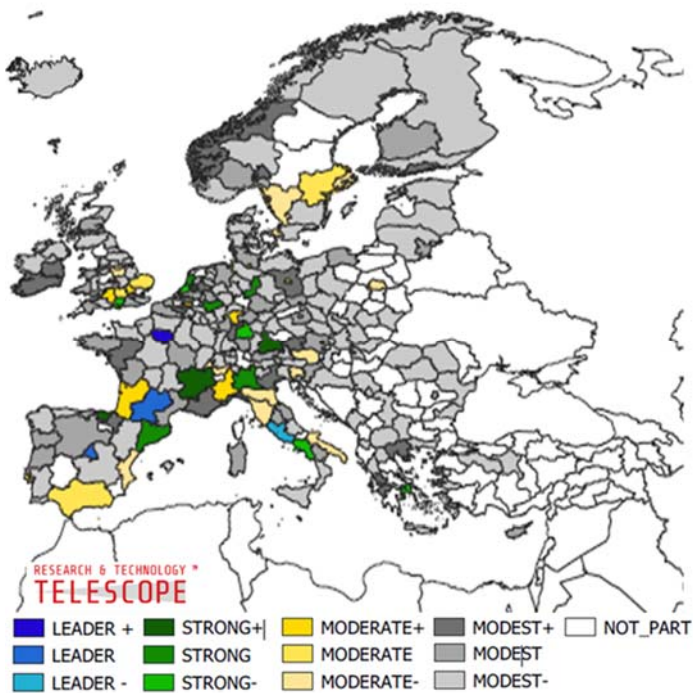 RESEARCH & TECHNOLOGY *
TELESCOPE
LEADER + STRONG+ MODERATE+ MODEST+ NOT_PART
LEADER STRONG MODERATE MODEST
LEADER - STRONG- MODERATE- MODEST-